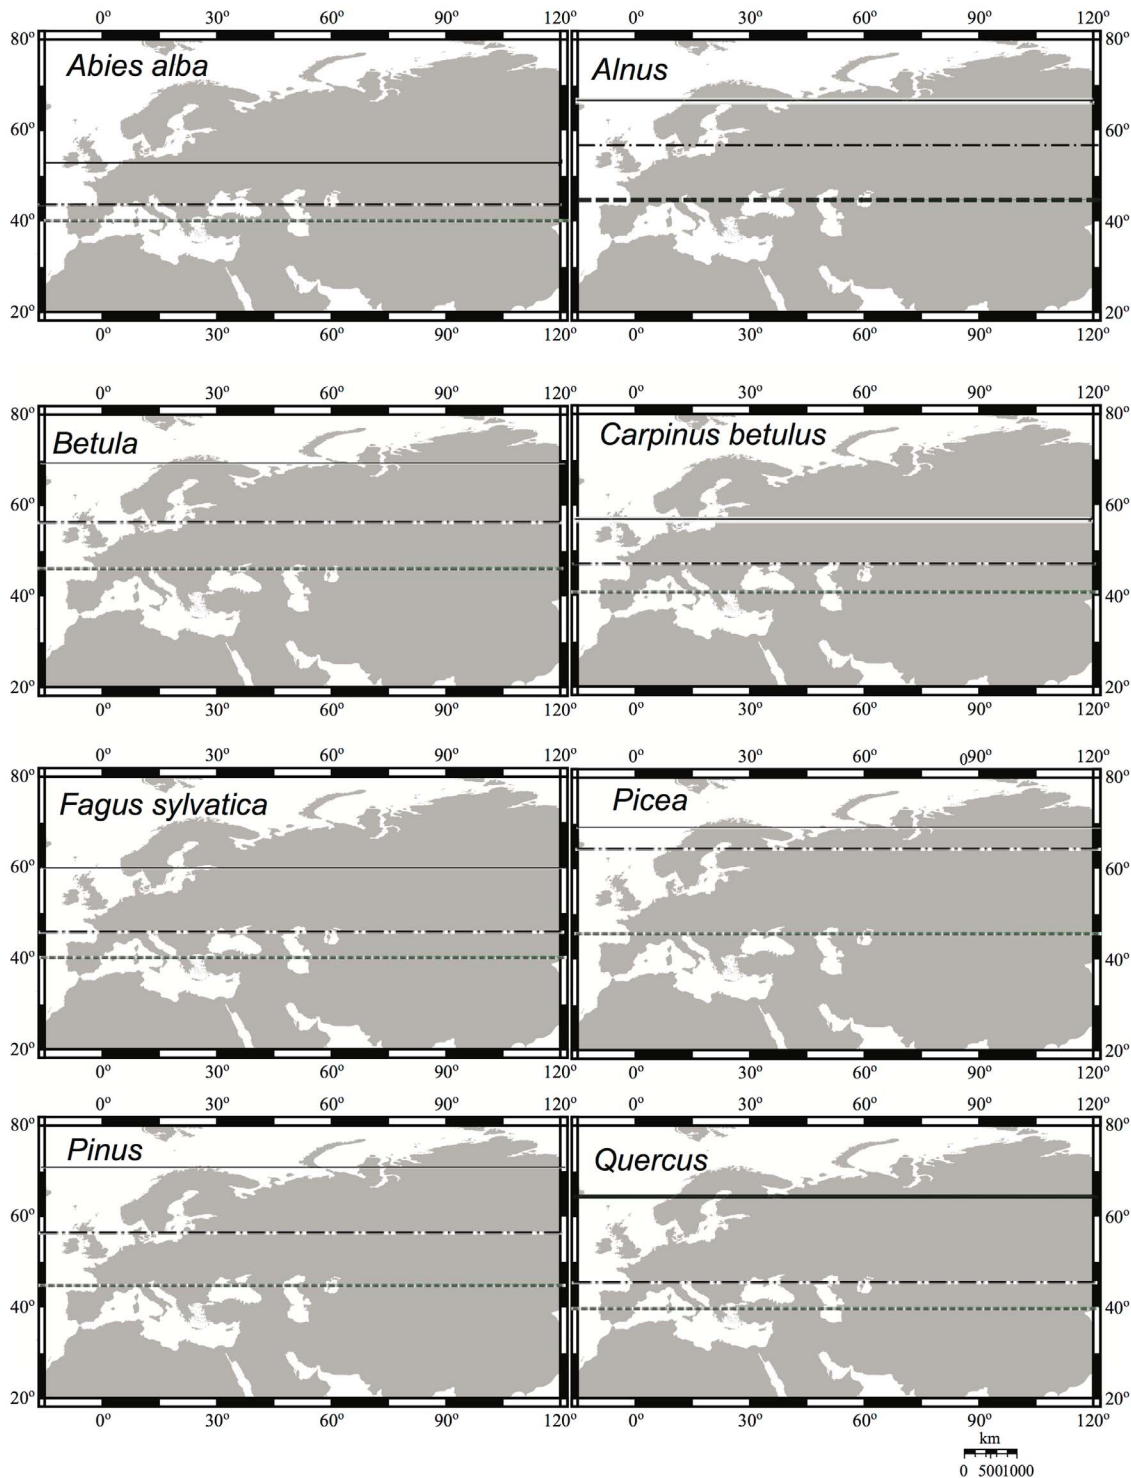 0º 30º 60º 90º 120º 0º 30º 60º 90º 120º
80º 80º
Abies alba Alnus
60º 60º
40º 40º
20º 20º
0º 30º 60º 90º 120º 0º 30º 60º 90º 120º
0º 30º 60º 90º 120º 0º 30º 60º 90º 120º
80º 80º
Betula Carpinus betulus
60º 60º
40º 40º
20º 20º
0º 30º 60º 90º 120º 0º 30º 60º 90º 120º
0º 30º 60º 90º 120º 0º 30º 60º 090º 120º
80º 80º
Fagus sylvatica Picea
60º 60º
40º 40º
20º 20º
0º 30º 60º 90º 120º 0º 30º 60º 90º 120º
0º 30º 60º 90º 120º 0º 30º 60º 90º 120º
80º 80º
Pinus Quercus
60º 60º
40º 40º
20º 20º
0º 30º 60º 90º 120º 0º 30º 60º 90º 120º
km
0 5001000